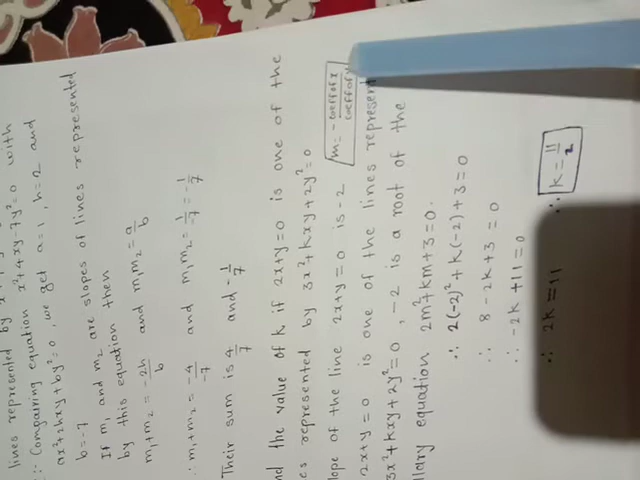 lines represented by x
:- Comparing equation x²+4xy-7y²=0 with
ax²+2hxy+by²=0, we get a=1, h=2 and
b=-7
If m₁ and m₂ are slopes of lines represented
by this equation then
m₁+m₂ = -2h/b and m₁m₂ = a/b
∴ m₁+m₂ = -4/-7 and m₁m₂ = 1/-7 = -1/7
Their sum is 4/7 and -1/7
nd the value of k if 2x+y=0 is one of the
es represented by 3x²+kxy+2y²=0
lope of the line 2x+y=0 is -2
m = - coeff of x / coeff of y
2x+y=0 is one of the lines represent
3x²+kxy+2y²=0, -2 is a root of the
llary equation 2m²+km+3=0.
∴ 2(-2)²+k(-2)+3=0
∴ 8-2k+3=0
∴ -2k+11=0
∴ 2k=11
∴ k=11/2